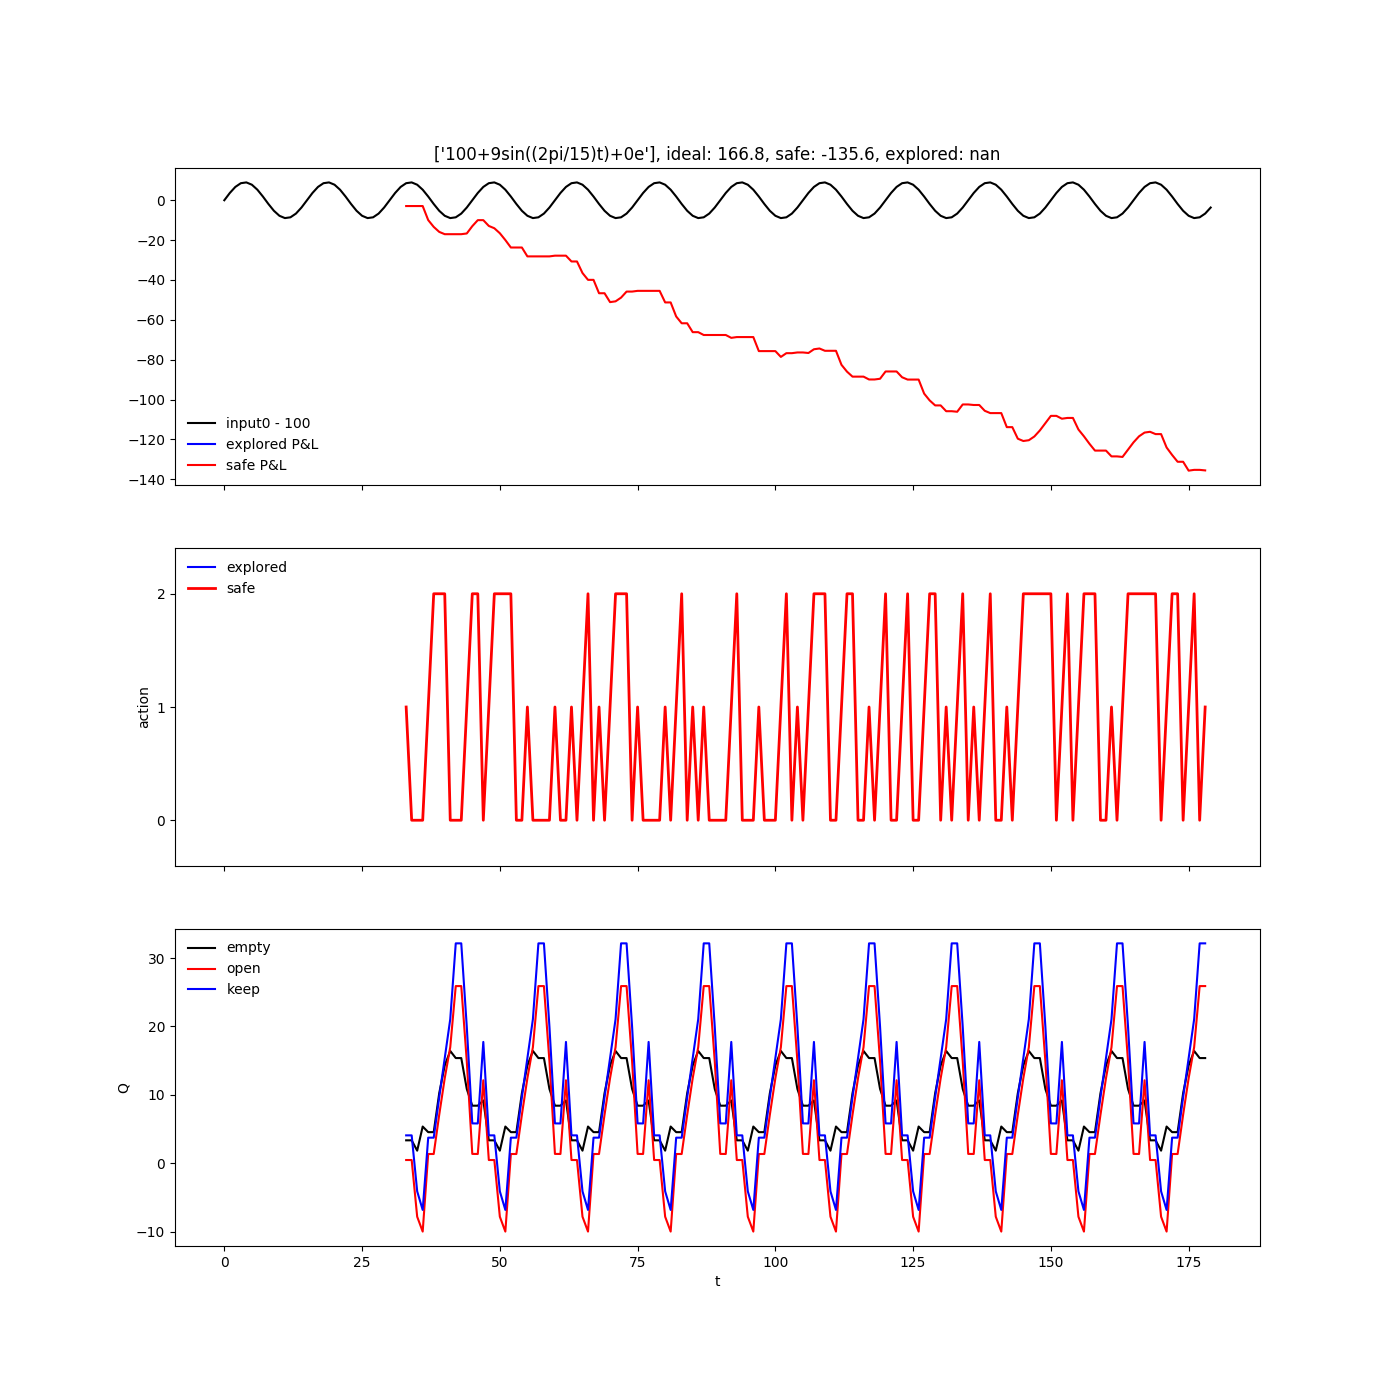 ['100+9sin((2pi/15)t)+0e'], ideal: 166.8, safe: -135.6, explored: nan
0
−20
−40
−60
−80
−100
−120
−140
input0 - 100
explored P&L
safe P&L
explored
safe
2
1
0
action
empty
open
keep
30
20
10
0
−10
Q
0
25
50
75
100
125
150
175
t